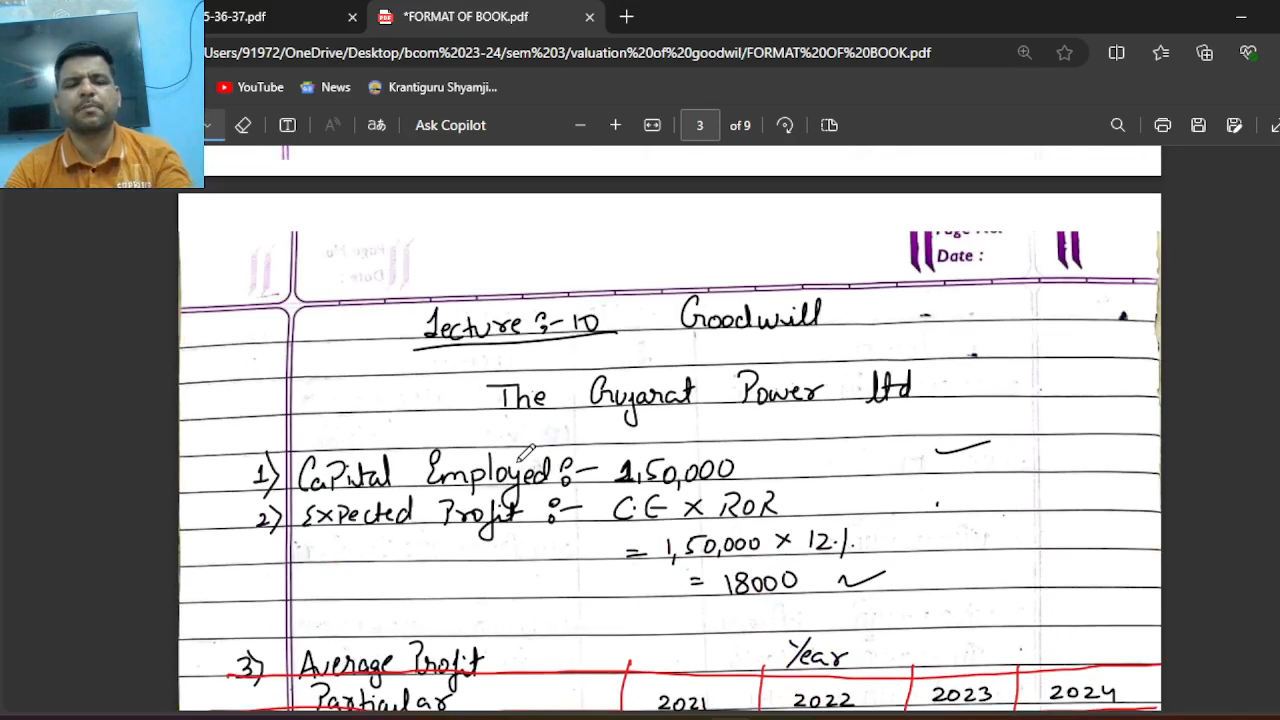 5-36-37.pdf
*FORMAT OF BOOK.pdf
Users/91972/OneDrive/Desktop/bcom%2023-24/sem%203/valuation%20of%20goodwil/FORMAT%20OF%20BOOK.pdf
YouTube
News
Krantiguru Shyamji...
Ask Copilot
3
of 9
Page No.
Date :
Lecture :- 10 Goodwill
The Gujarat Power ltd
1) Capital Employed :- 1,50,000
2) Expected Profit :- C.E × ROR
= 1,50,000 × 12%
= 18000
3) Average Profit
Year
Particular
2021
2022
2023
2024